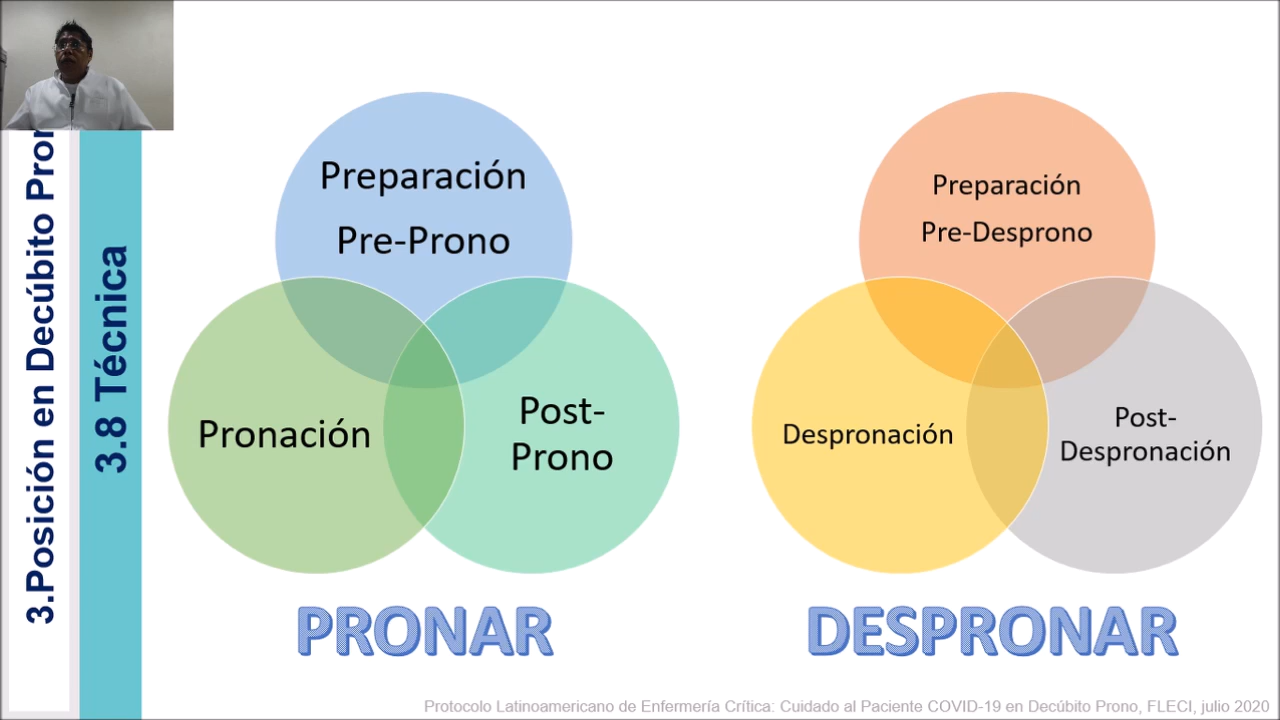 3.Posición en Decúbito Pron
3.8 Técnica
Preparación
Pre-Prono
Pronación
Post-
Prono
PRONAR
Preparación
Pre-Desprono
Despronación
Post-
Despronación
DESPRONAR
Protocolo Latinoamericano de Enfermería Crítica: Cuidado al Paciente COVID-19 en Decúbito Prono, FLECI, julio 2020